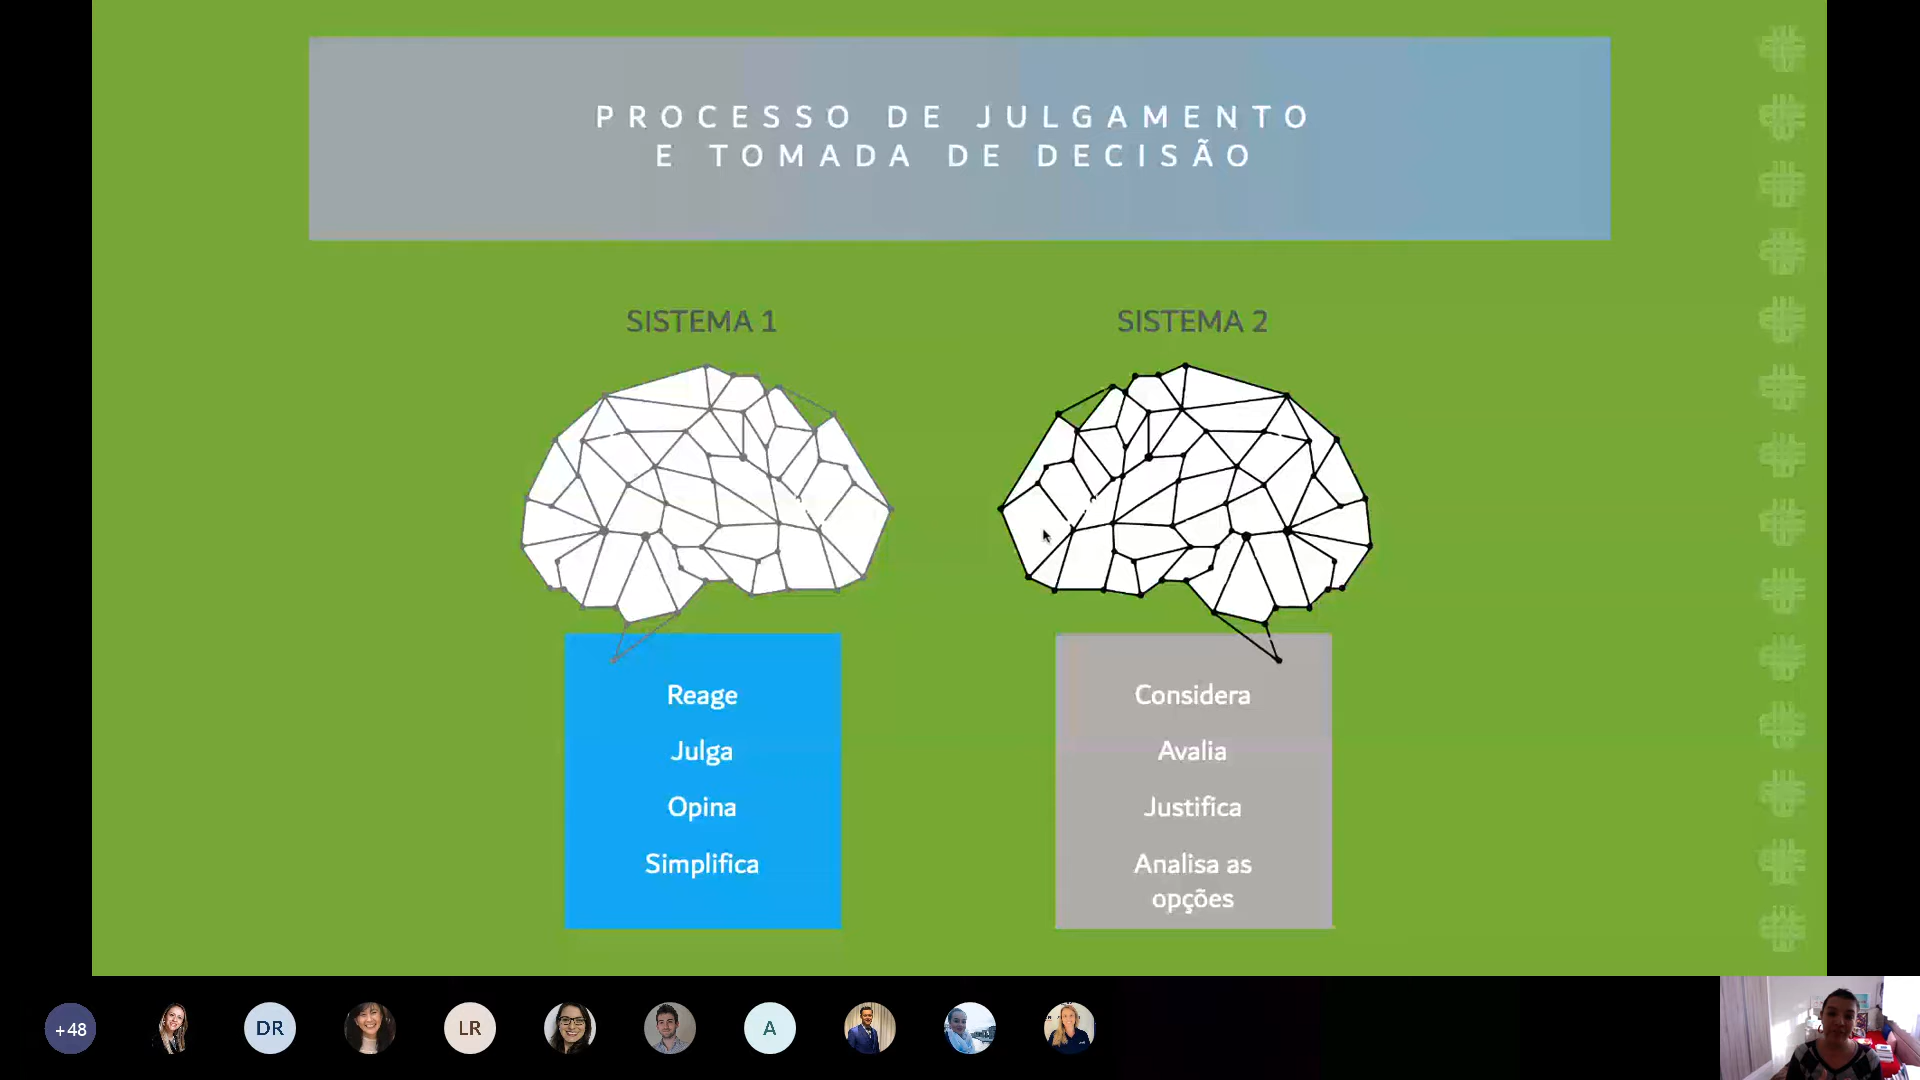 PROCESSO DE JULGAMENTO
E TOMADA DE DECISÃO
SISTEMA 1
SISTEMA 2
Reage
Julga
Opina
Simplifica
Considera
Avalia
Justifica
Analisa as
opções
+48
DR
LR
A